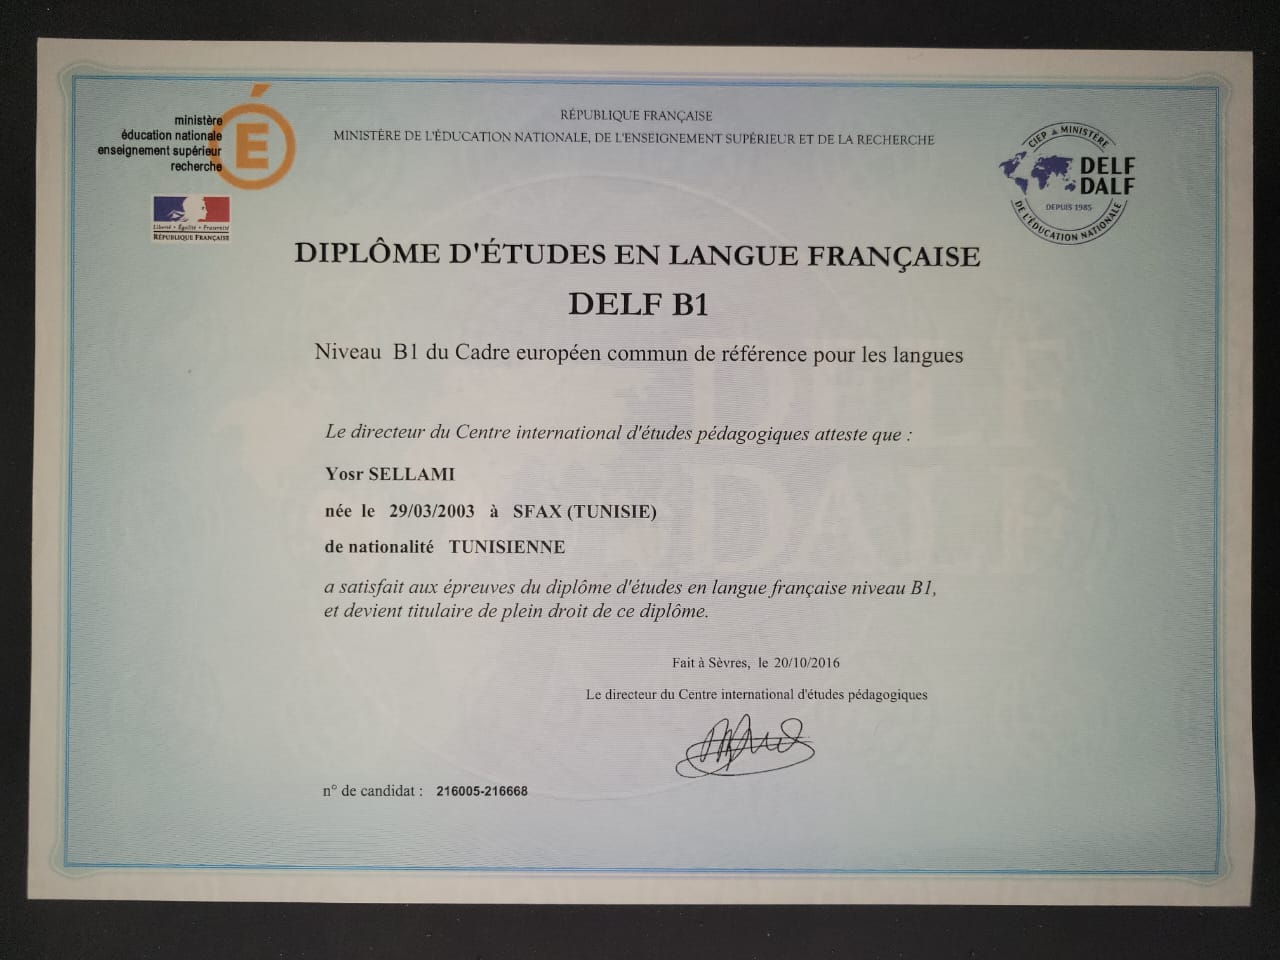 ministère
éducation nationale
enseignement supérieur
recherche
É
Liberté • Égalité • Fraternité
RÉPUBLIQUE FRANÇAISE
RÉPUBLIQUE FRANÇAISE
MINISTÈRE DE L'ÉDUCATION NATIONALE, DE L'ENSEIGNEMENT SUPÉRIEUR ET DE LA RECHERCHE
CIEP MINISTÈRE
DELF
DALF
DEPUIS 1985
DE L'ÉDUCATION NATIONALE
DIPLÔME D'ÉTUDES EN LANGUE FRANÇAISE
DELF B1
Niveau B1 du Cadre européen commun de référence pour les langues
Le directeur du Centre international d'études pédagogiques atteste que :
Yosr SELLAMI
née le 29/03/2003 à SFAX (TUNISIE)
de nationalité TUNISIENNE
a satisfait aux épreuves du diplôme d'études en langue française niveau B1,
et devient titulaire de plein droit de ce diplôme.
Fait à Sèvres, le 20/10/2016
Le directeur du Centre international d'études pédagogiques
n° de candidat : 216005-216668
DELF
DALF